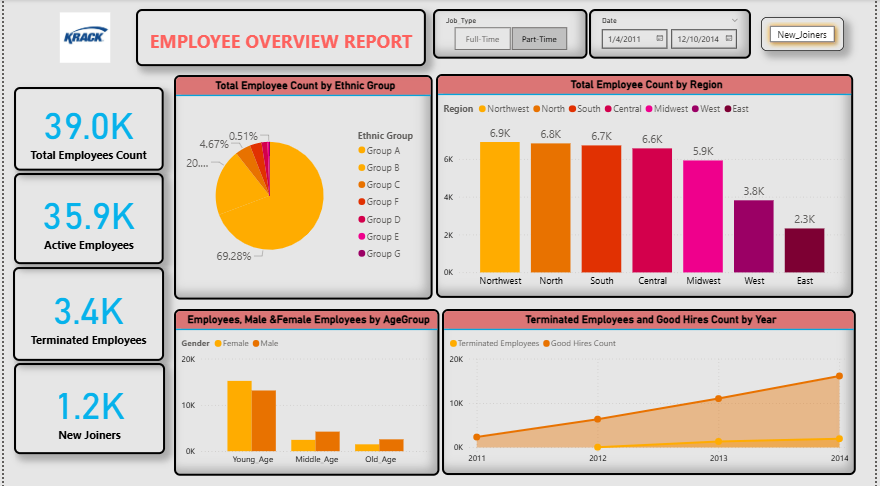 KRACK
EMPLOYEE OVERVIEW REPORT
Job_Type
Full-Time
Part-Time
Date
1/4/2011
12/10/2014
New_Joiners
39.0K
Total Employees Count
35.9K
Active Employees
3.4K
Terminated Employees
1.2K
New Joiners
Total Employee Count by Ethnic Group
0.51%
4.67%
20....
69.28%
Ethnic Group
Group A
Group B
Group C
Group F
Group D
Group E
Group G
Total Employee Count by Region
Region Northwest North South Central Midwest West East
6.9K 6.8K 6.7K 6.6K 5.9K 3.8K 2.3K
6K
4K
2K
0K
Northwest North South Central Midwest West East
Employees, Male &Female Employees by AgeGroup
Gender Female Male
20K
10K
0K
Young_Age Middle_Age Old_Age
Terminated Employees and Good Hires Count by Year
Terminated Employees Good Hires Count
20K
10K
0K
2011 2012 2013 2014